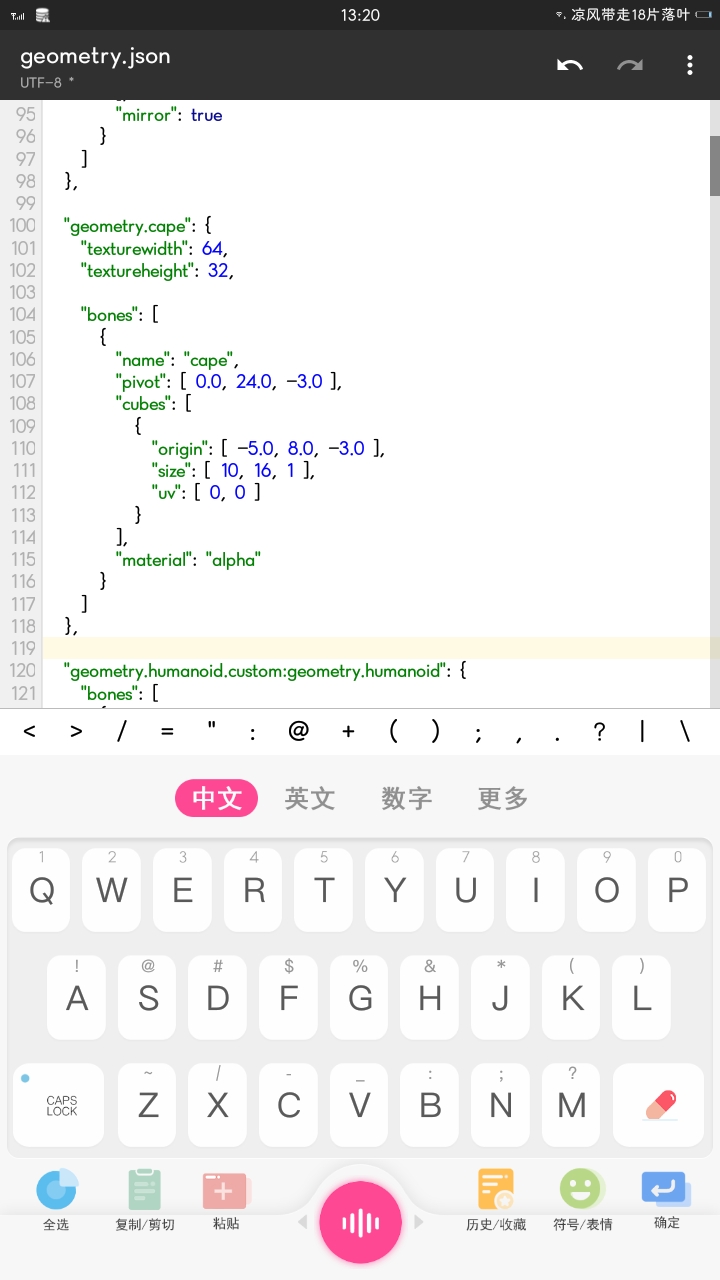 13:20
凉风带走18片落叶
geometry.json
UTF-8 *
95 "mirror": true
96 }
97 ]
98 },
99
100 "geometry.cape": {
101 "texturewidth": 64,
102 "textureheight": 32,
103
104 "bones": [
105 {
106 "name": "cape",
107 "pivot": [ 0.0, 24.0, -3.0 ],
108 "cubes": [
109 {
110 "origin": [ -5.0, 8.0, -3.0 ],
111 "size": [ 10, 16, 1 ],
112 "uv": [ 0, 0 ]
113 }
114 ],
115 "material": "alpha"
116 }
117 ]
118 },
119
120 "geometry.humanoid.custom:geometry.humanoid": {
121 "bones": [
< > / = " : @ + ( ) ; , . ? | \
中文 英文 数字 更多
1 2 3 4 5 6 7 8 9 0
Q W E R T Y U I O P
! @ # $ % & * ( )
A S D F G H J K L
~ / - _ : ; ?
CAPS LOCK Z X C V B N M
全选 复制/剪切 粘贴 历史/收藏 符号/表情 确定